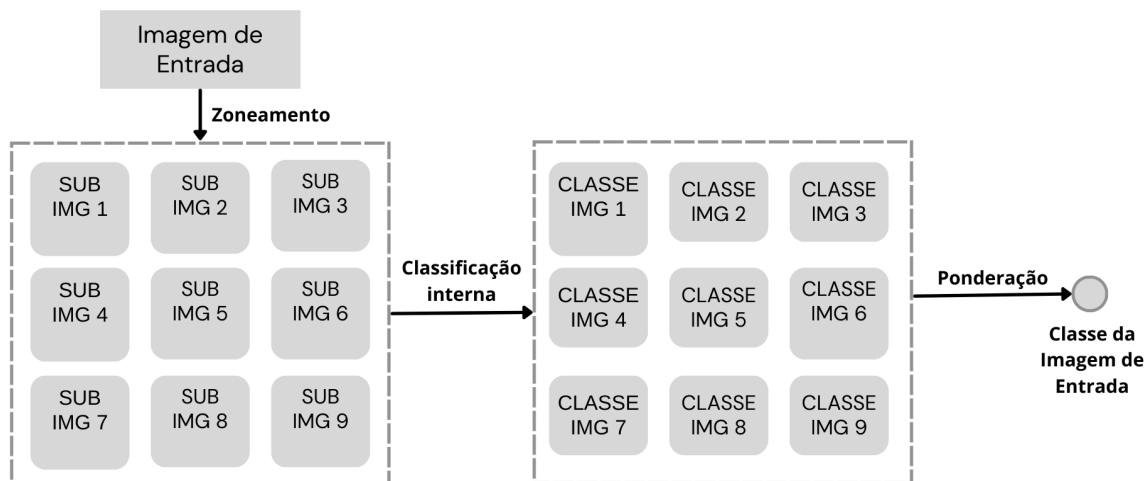 Imagem de
Entrada
Zoneamento
SUB
IMG 1
SUB
IMG 2
SUB
IMG 3
SUB
IMG 4
SUB
IMG 5
SUB
IMG 6
SUB
IMG 7
SUB
IMG 8
SUB
IMG 9
Classificação
interna
CLASSE
IMG 1
CLASSE
IMG 2
CLASSE
IMG 3
CLASSE
IMG 4
CLASSE
IMG 5
CLASSE
IMG 6
CLASSE
IMG 7
CLASSE
IMG 8
CLASSE
IMG 9
Ponderação
Classe da
Imagem de
Entrada